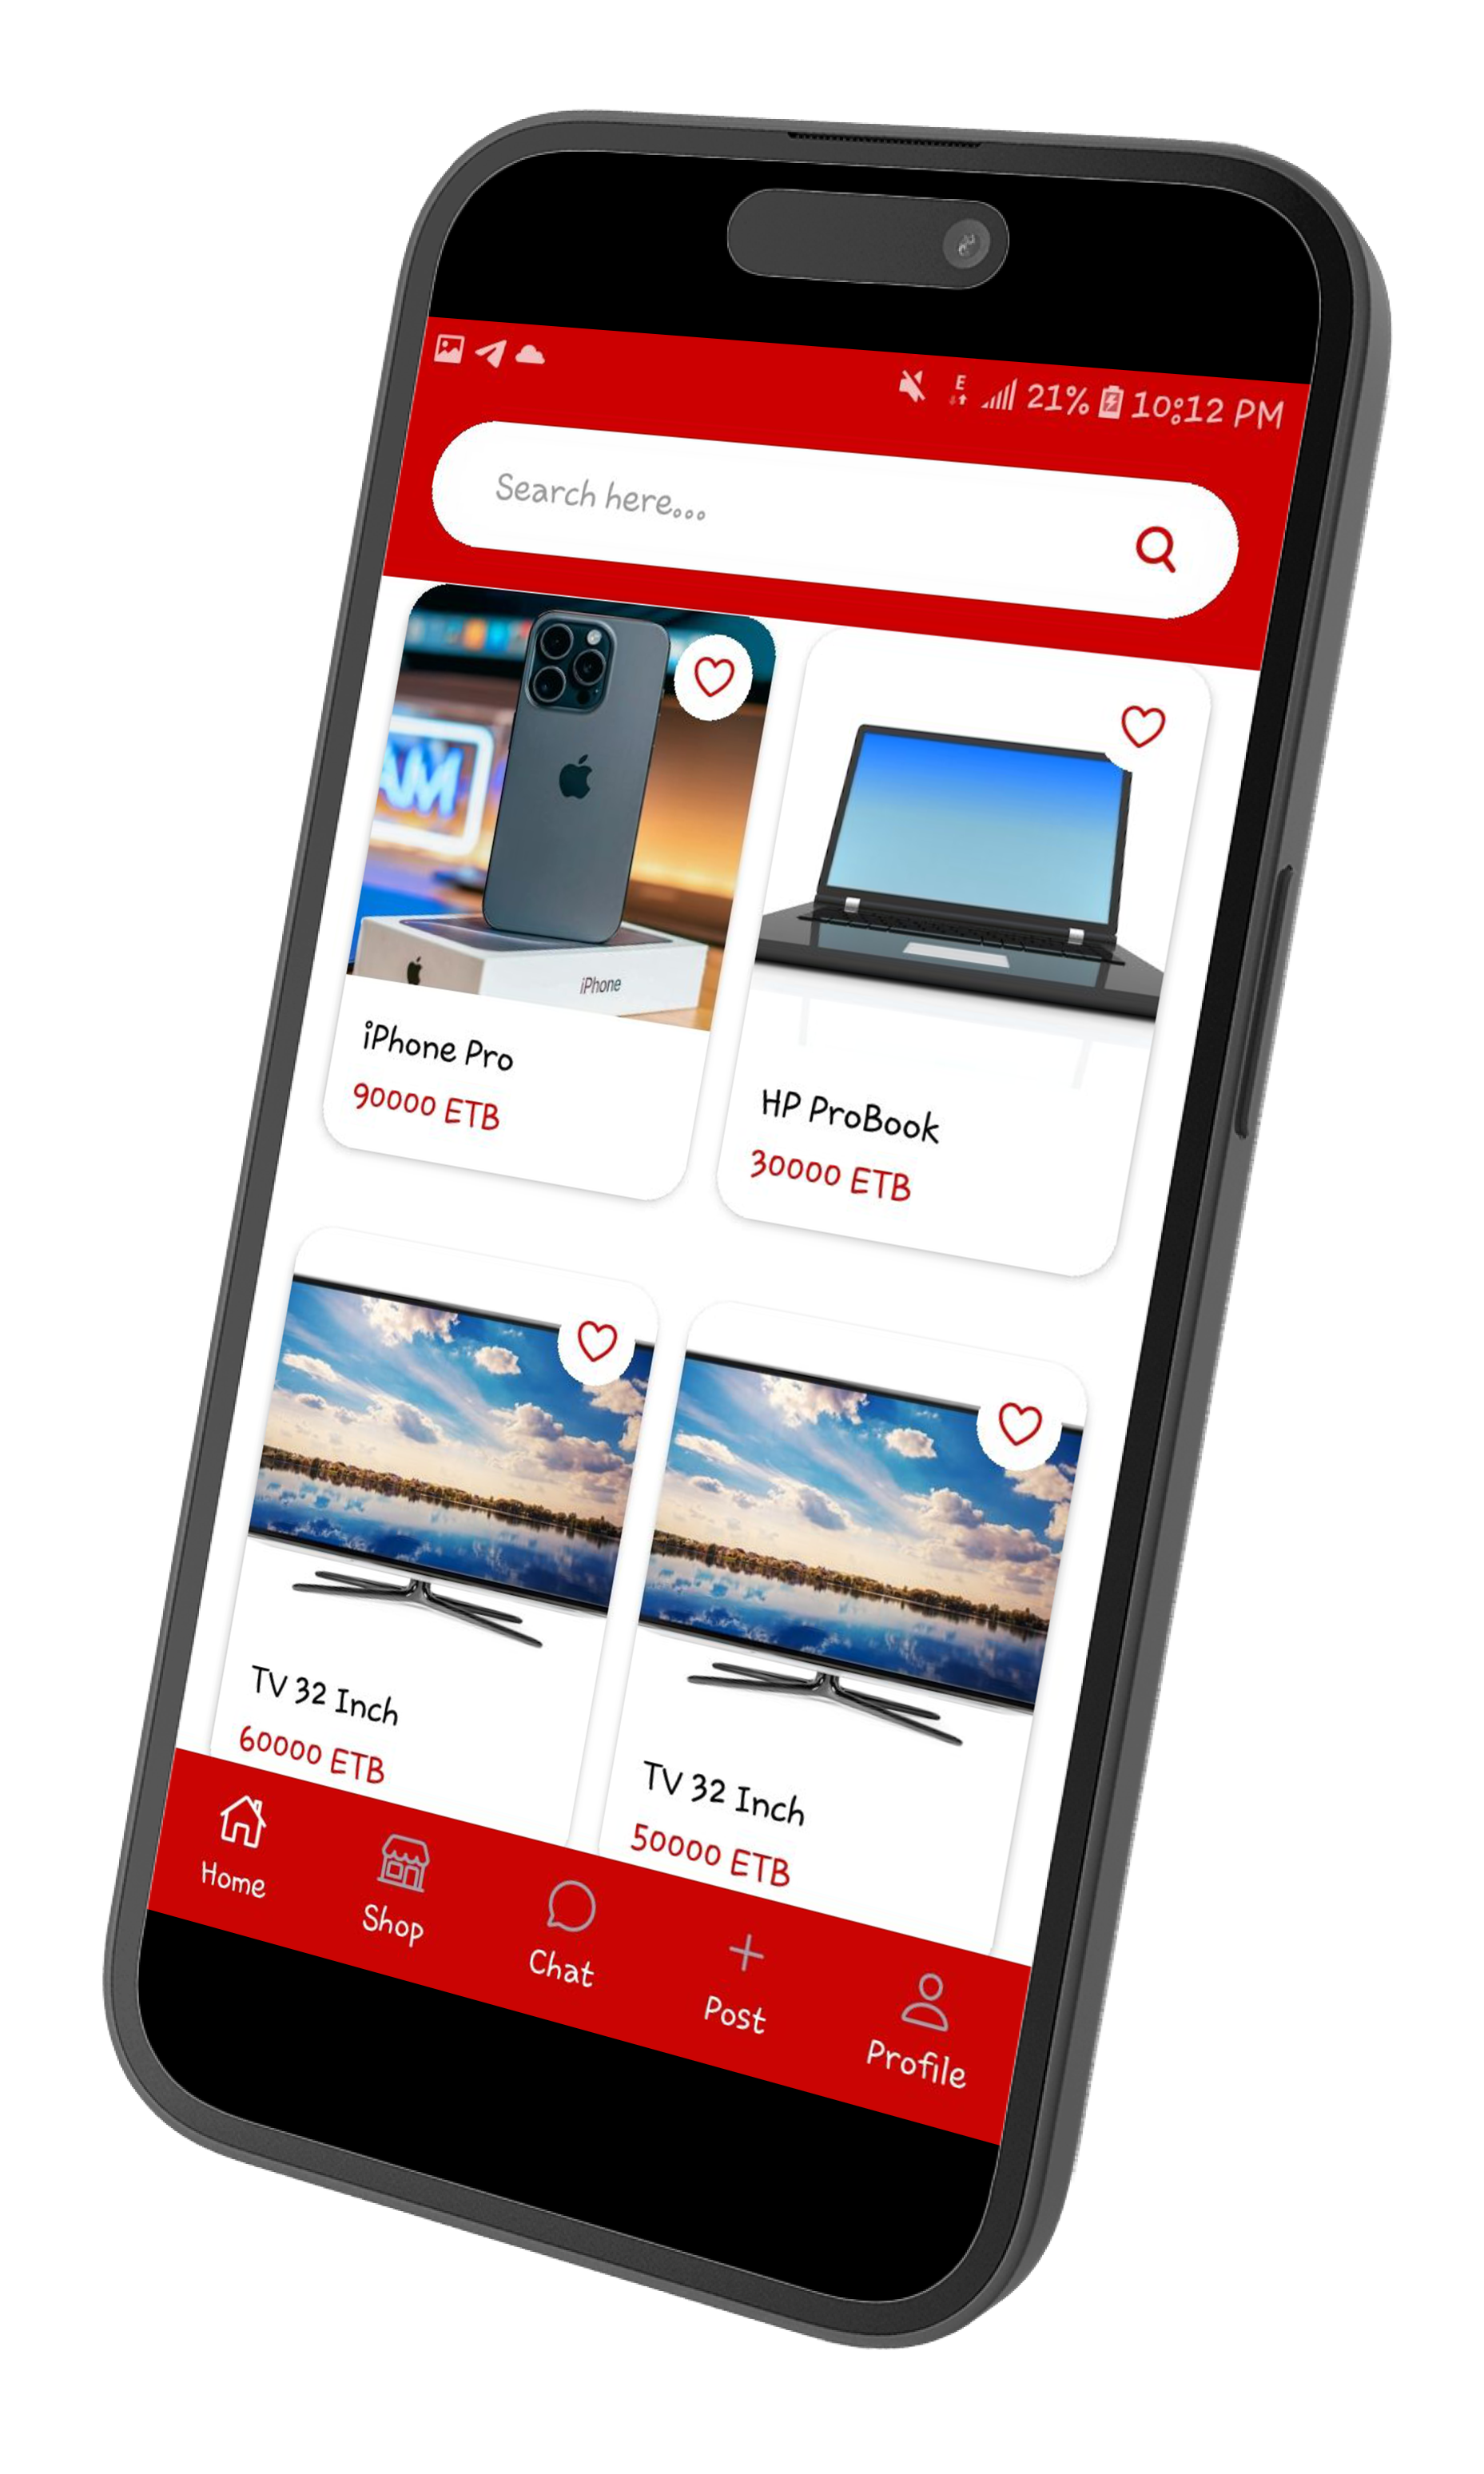 E 21% 10:12 PM
Search here...
iPhone
iPhone Pro
90000 ETB
HP ProBook
30000 ETB
TV 32 Inch
60000 ETB
TV 32 Inch
50000 ETB
Home
Shop
Chat
Post
Profile